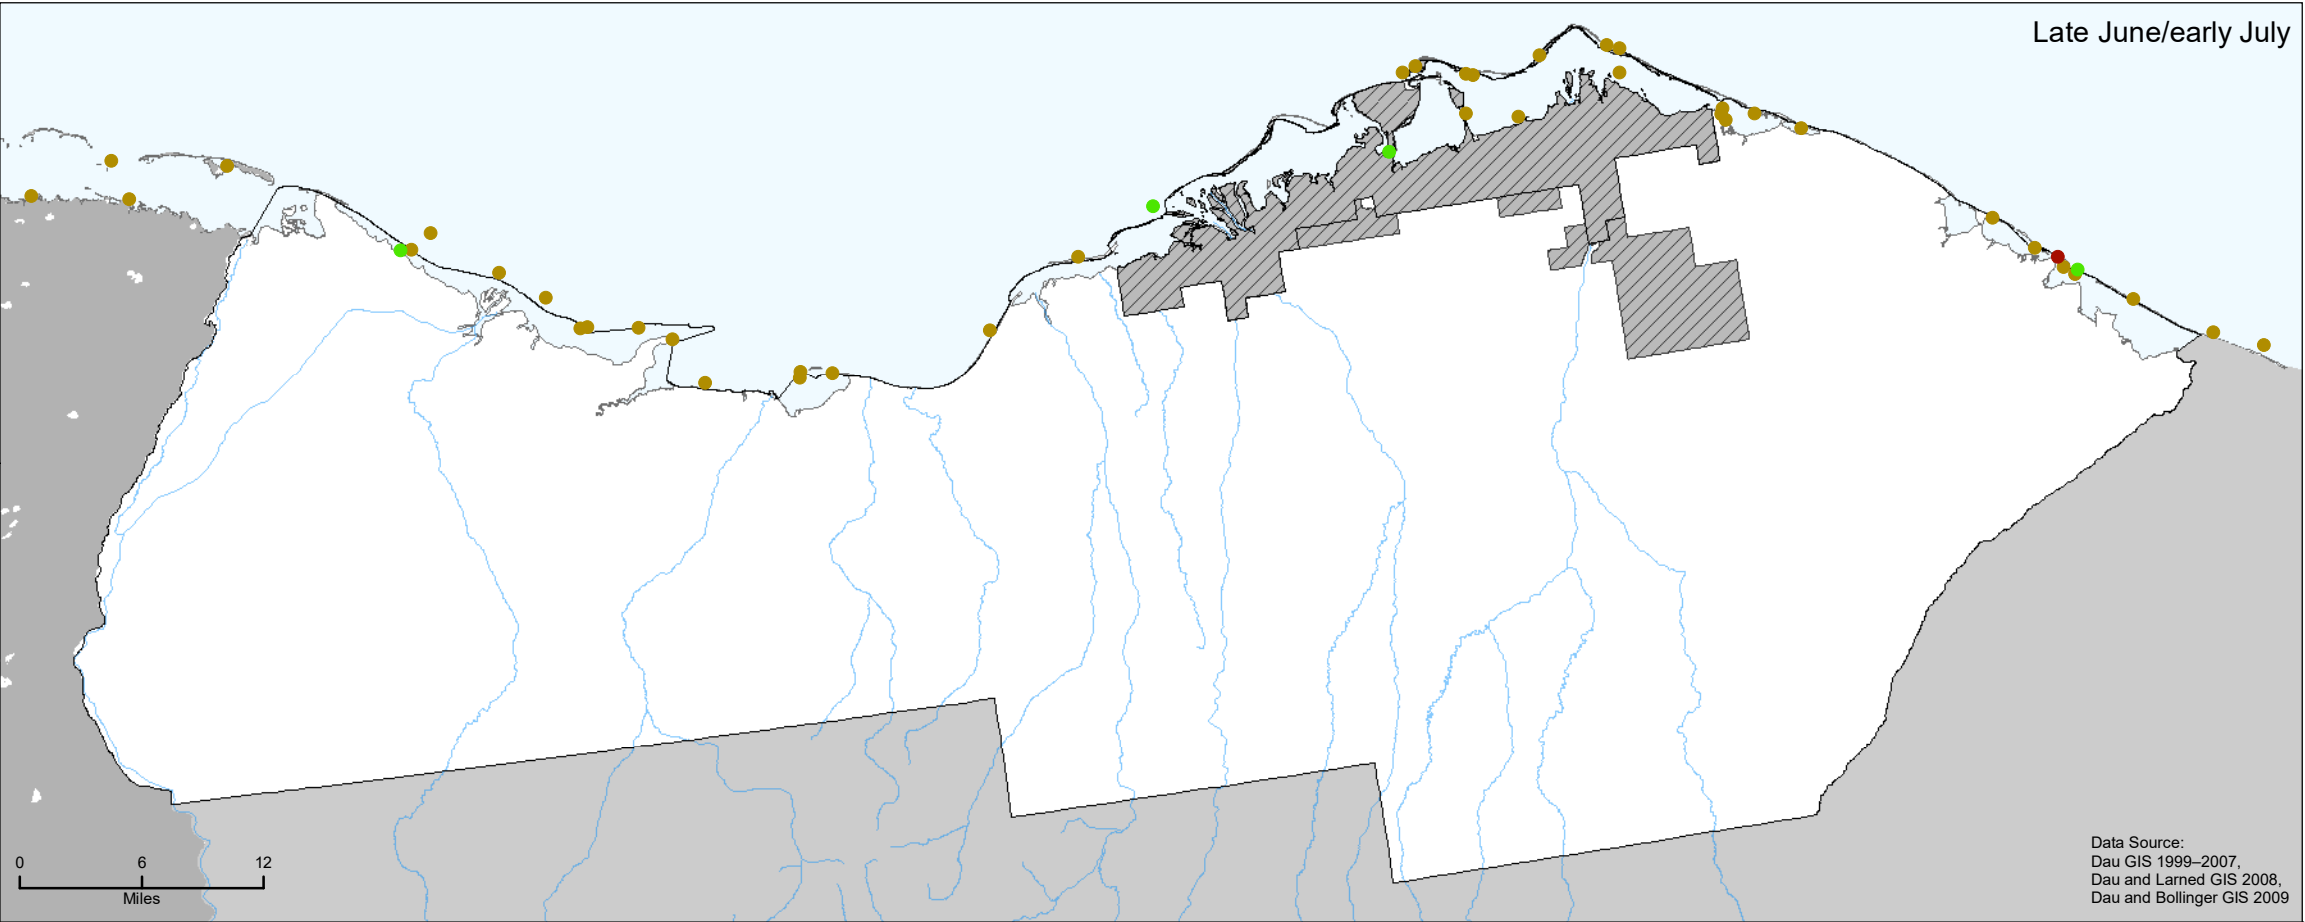 Late June/early July
0 6 12
Miles
Data Source:
Dau GIS 1999–2007,
Dau and Larned GIS 2008,
Dau and Bollinger GIS 2009